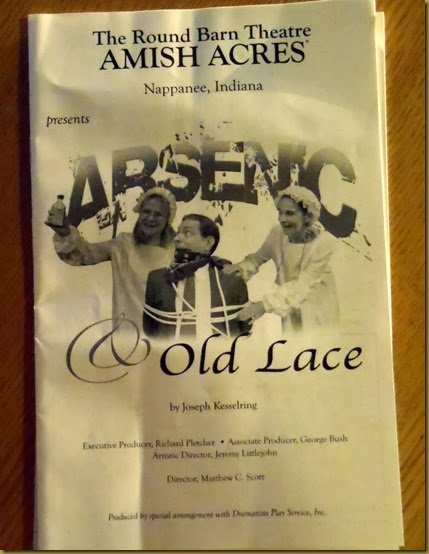 The Round Barn Theatre
AMISH ACRES®
Nappanee, Indiana
presents
ARSENIC
& Old Lace
by Joseph Kesselring
Executive Producer, Richard Pletcher • Associate Producer, George Bush
Artistic Director, Jeremy Littlejohn
Director, Matthew C. Scott
Produced by special arrangement with Dramatists Play Service, Inc.